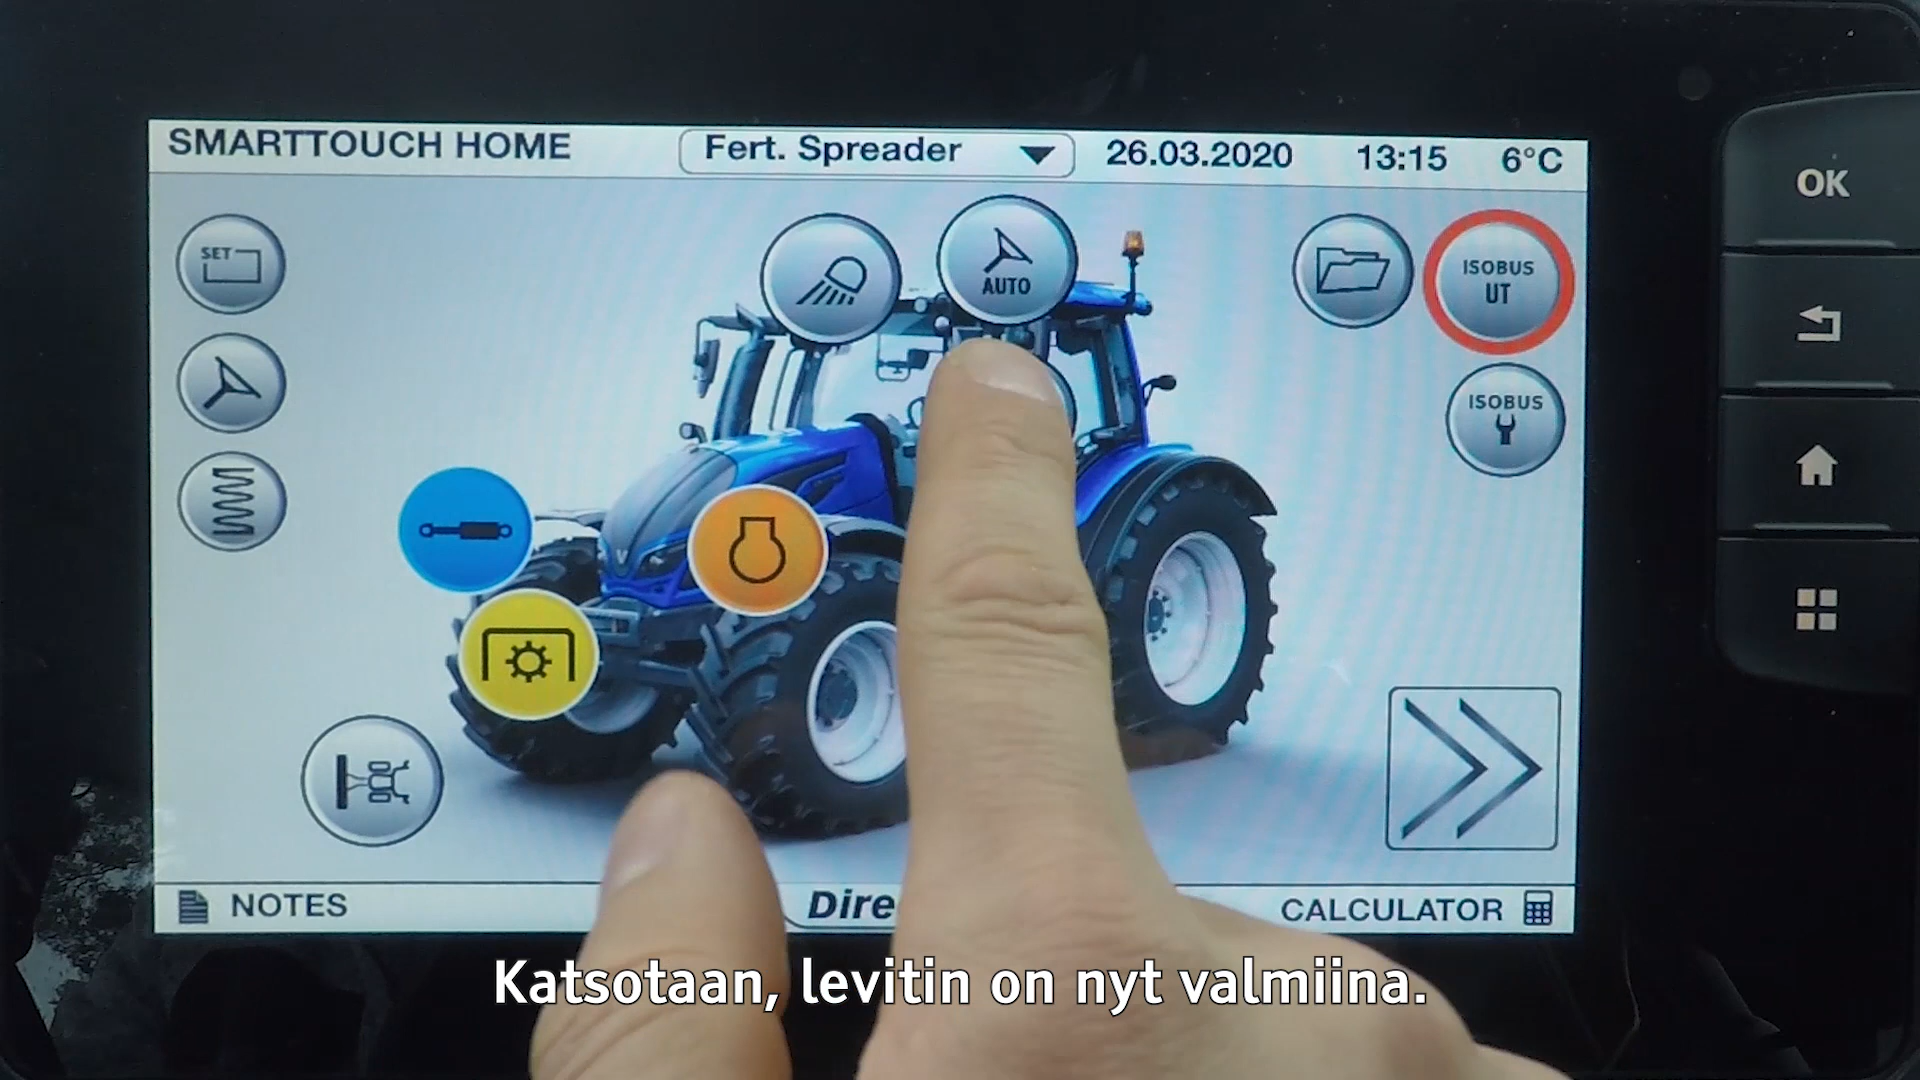 SMARTTOUCH HOME
Fert. Spreader
26.03.2020
13:15
6°C
SET
AUTO
ISOBUS
UT
ISOBUS
OK
NOTES
CALCULATOR
Katsotaan, levitin on nyt valmiina.